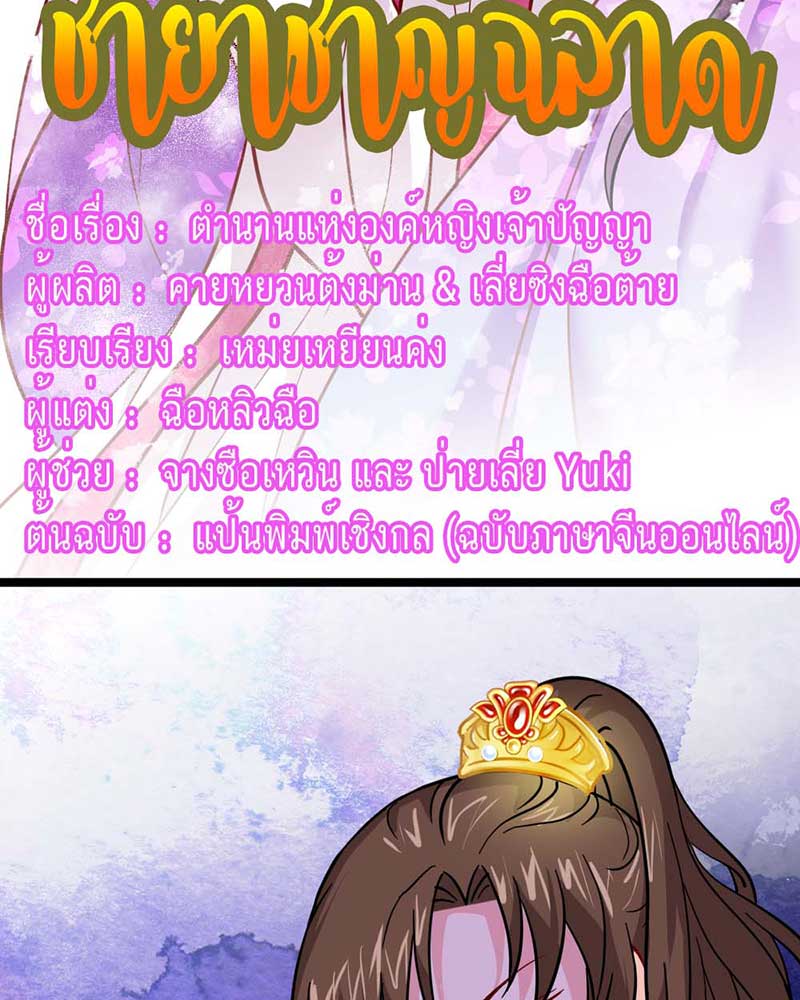 ชายาชาญฉลาด
ชื่อเรื่อง : ตำนานแห่งองค์หญิงเจ้าปัญญา
ผู้ผลิต : คายหยวนต้งม่าน & เลี่ยซิงฉือต้าย
เรียบเรียง : เหม่ยเหยียนค่ง
ผู้แต่ง : ฉือหลิวฉือ
ผู้ช่วย : จางซือเหวิน และ ป่ายเลี่ย Yuki
ต้นฉบับ : แป้นพิมพ์เชิงกล (ฉบับภาษาจีนออนไลน์)